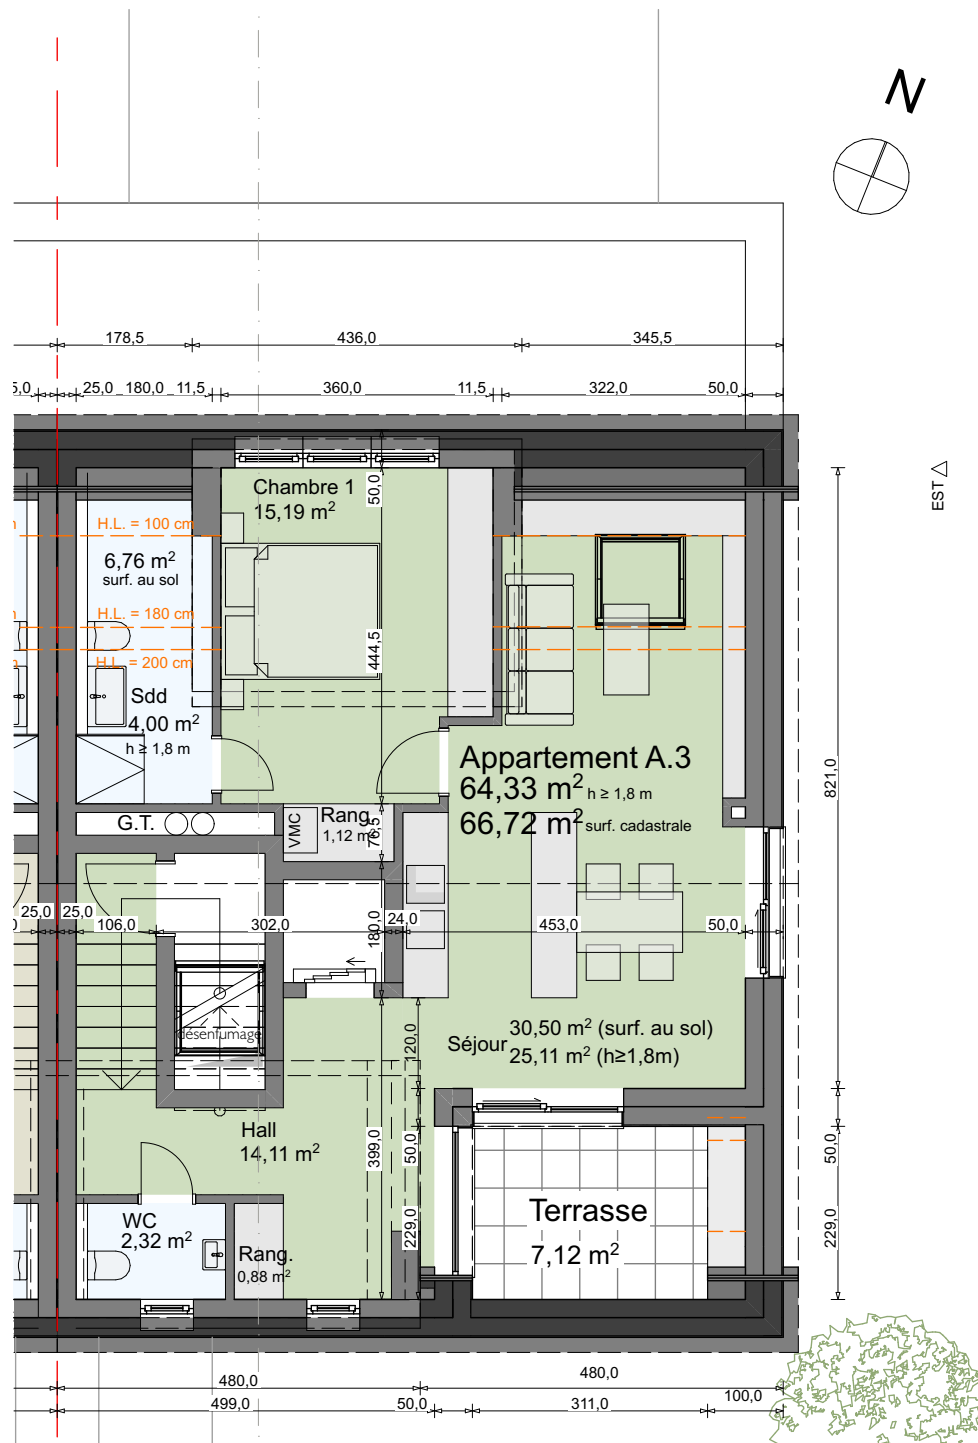 N
178,5
436,0
345,5
5,0
25,0
180,0
11,5
360,0
11,5
322,0
50,0
EST
Chambre 1
15,19 m²
50,0
H.L. = 100 cm
6,76 m²
surf. au sol
H.L. = 180 cm
H.L. = 200 cm
444,5
Sdd
4,00 m²
h ≥ 1,8 m
Appartement A.3
64,33 m² h ≥ 1,8 m
66,72 m² surf. cadastrale
821,0
G.T.
VMC
Rang.
1,12 m²
76,5
25,0
25,0
106,0
302,0
180,0
24,0
453,0
50,0
désenfumage
Séjour
30,50 m² (surf. au sol)
25,11 m² (h≥1,8m)
120,0
Hall
14,11 m²
399,0
50,0
50,0
WC
2,32 m²
Rang.
0,88 m²
229,0
Terrasse
7,12 m²
229,0
480,0
480,0
499,0
50,0
311,0
100,0